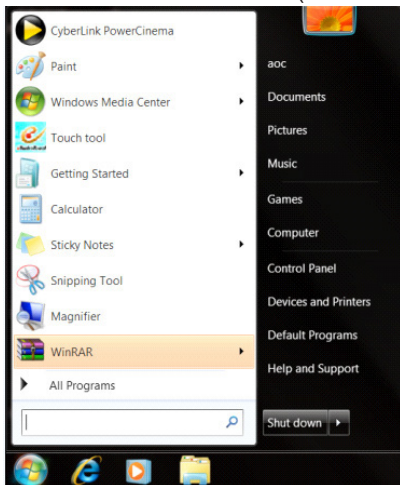 CyberLink PowerCinema
Paint
Windows Media Center
Touch tool
Getting Started
Calculator
Sticky Notes
Snipping Tool
Magnifier
WinRAR
All Programs
aoc
Documents
Pictures
Music
Games
Computer
Control Panel
Devices and Printers
Default Programs
Help and Support
Shut down